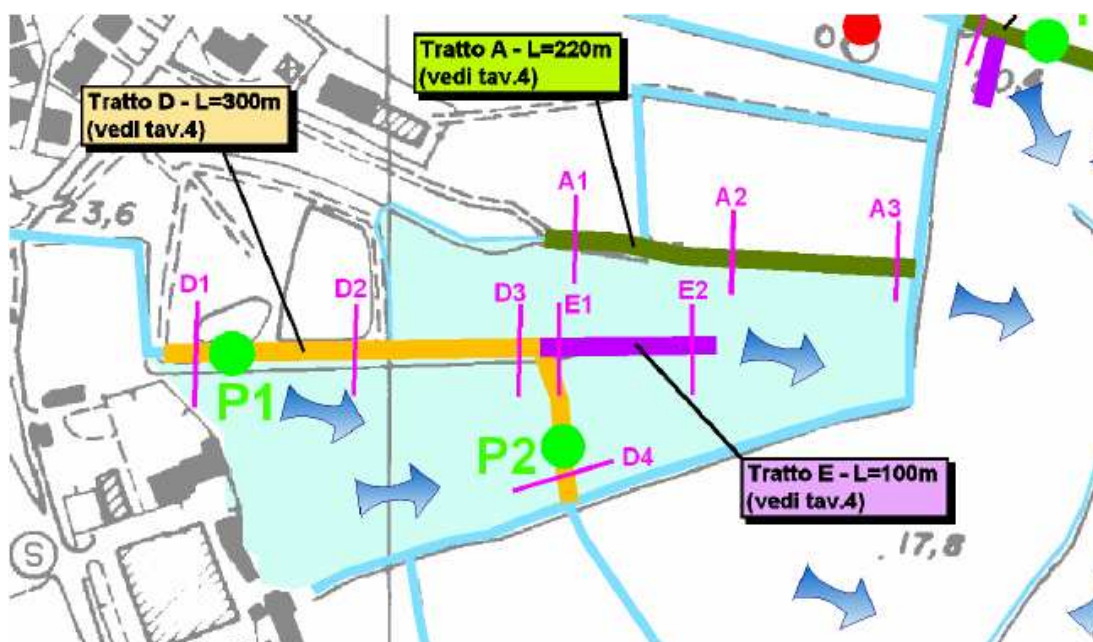 Tratto A - L=220m
(vedi tav.4)
Tratto D - L=300m
(vedi tav.4)
A1
A2
A3
23,6
D1
D2
D3
E1
E2
P1
P2
D4
Tratto E - L=100m
(vedi tav.4)
S
17,8